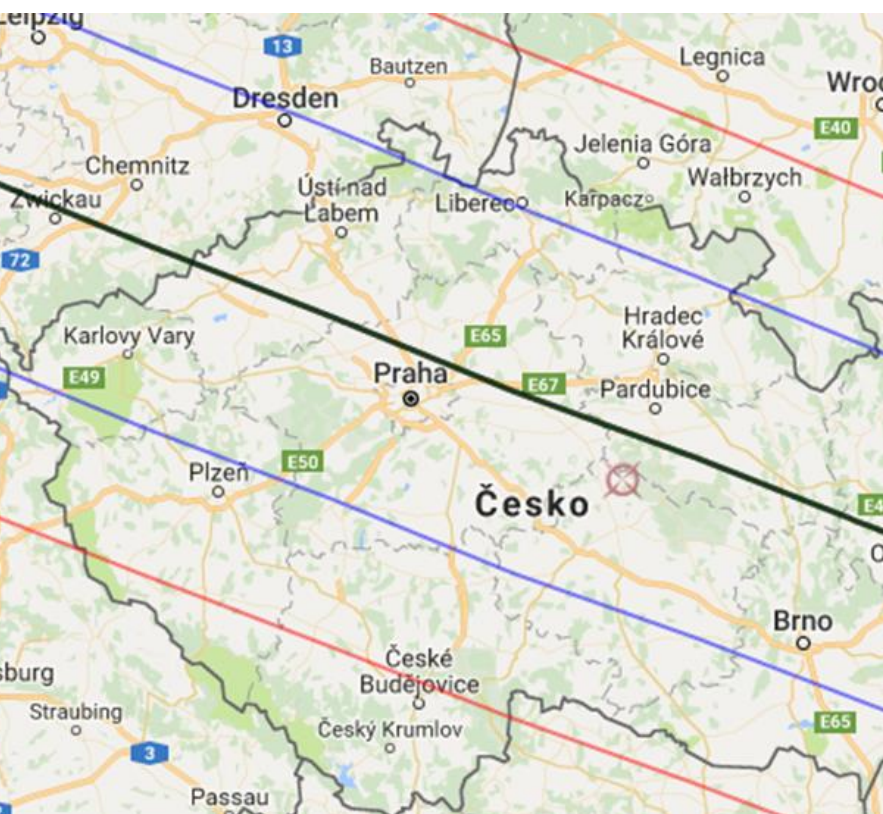 Leipzig
13
Bautzen
Legnica
Dresden
E40
Jelenia Góra
Chemnitz
Wałbrzych
Ústí nad
Labem
Zwickau
Liberec
Karpacz
72
Hradec
Králové
Karlovy Vary
E65
Praha
E49
E67
Pardubice
E50
Plzeň
Česko
Brno
České
Budějovice
Straubing
Český Krumlov
E65
3
Passau